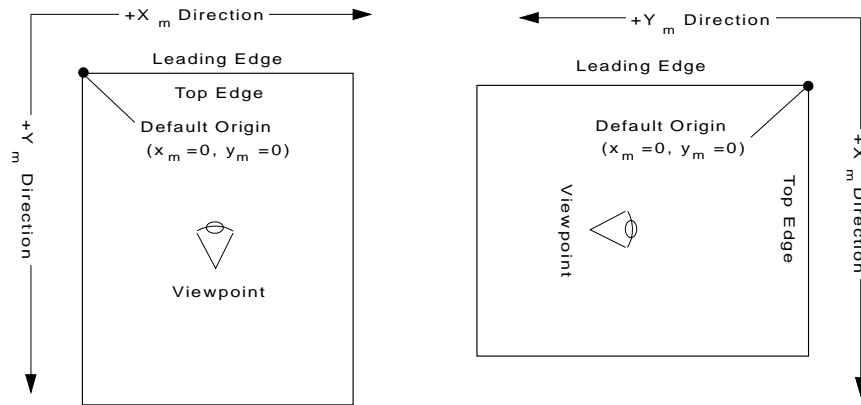 +X m Direction
Leading Edge
Top Edge
Default Origin
(x m =0, y m =0)
+Y m Direction
Viewpoint
+Y m Direction
Leading Edge
Default Origin
(x m =0, y m =0)
+X m Direction
Top Edge
Viewpoint